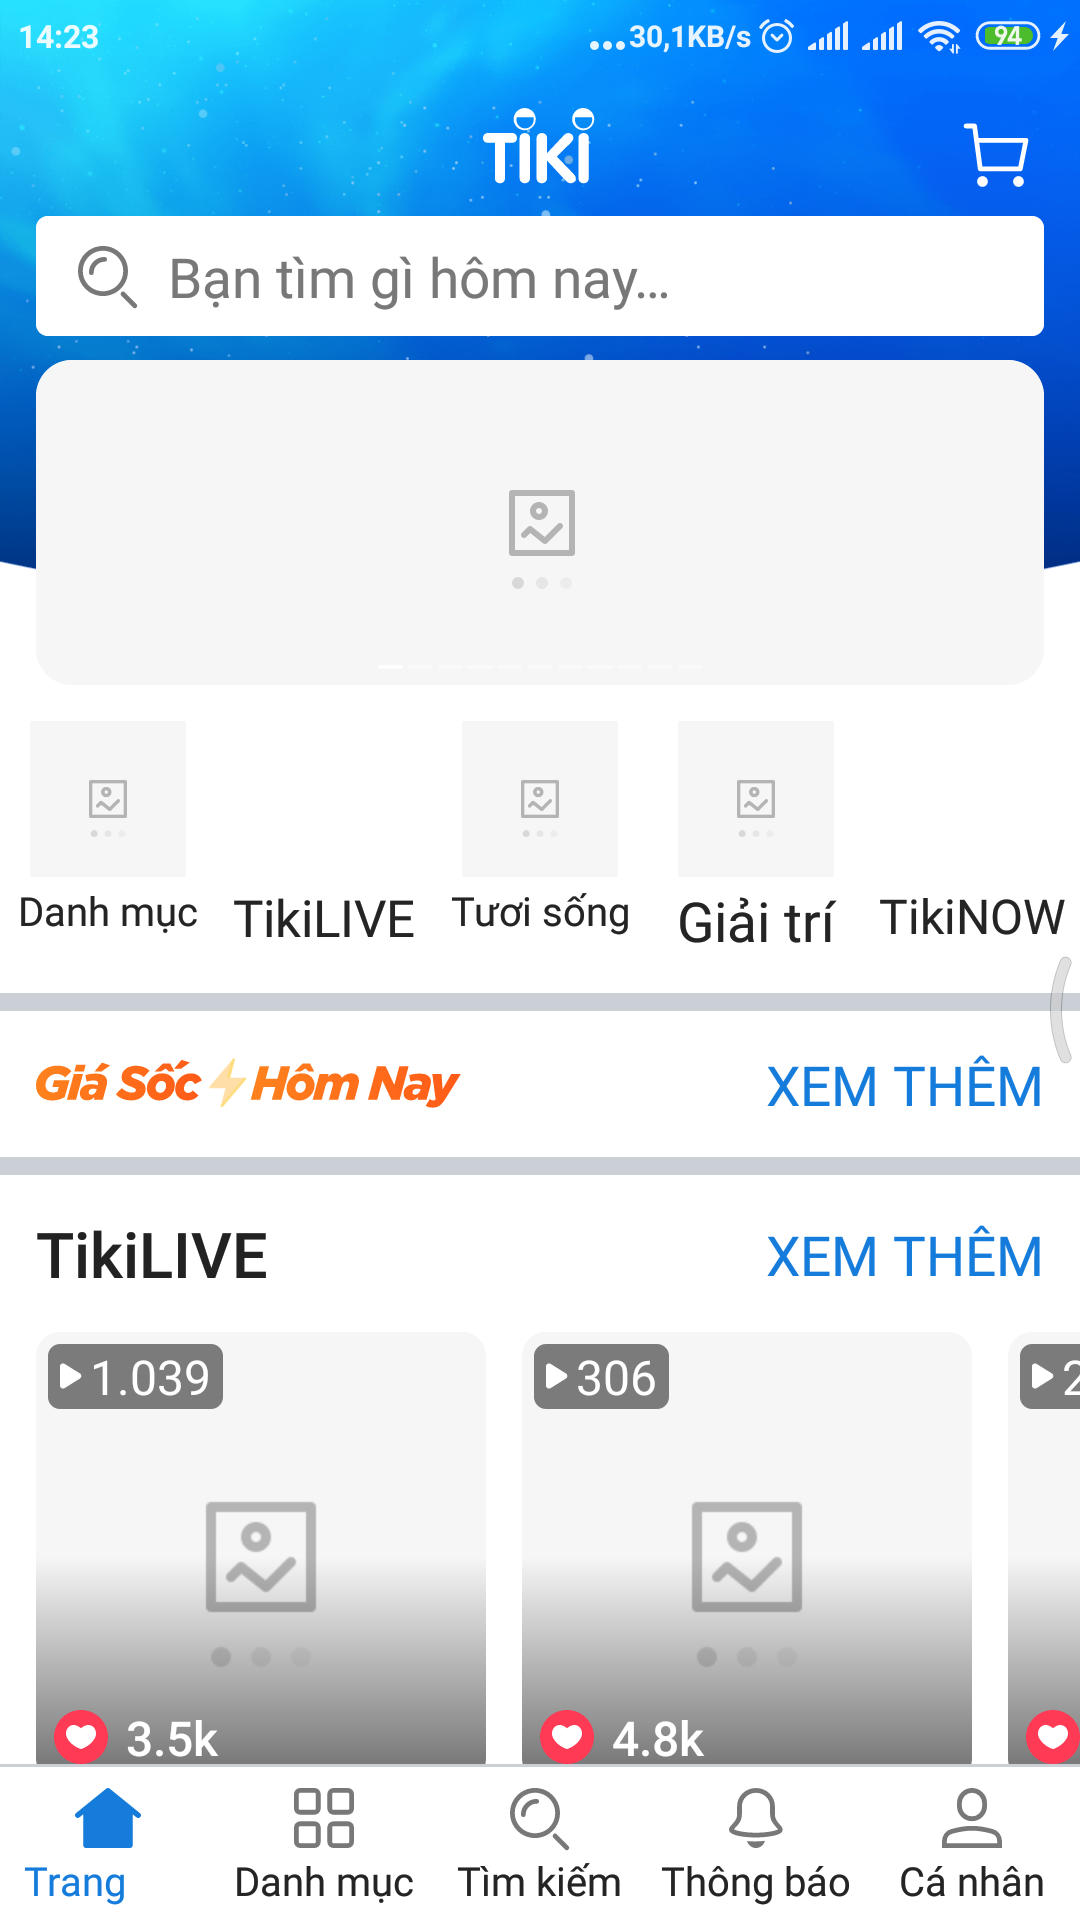 14:23
...30,1KB/s
94
TiKi
Bạn tìm gì hôm nay...
Danh mục
TikiLIVE
Tươi sống
Giải trí
TikiNOW
Giá Sốc⚡Hôm Nay
XEM THÊM
TikiLIVE
XEM THÊM
1.039
306
2
3.5k
4.8k
Trang
Danh mục
Tìm kiếm
Thông báo
Cá nhân